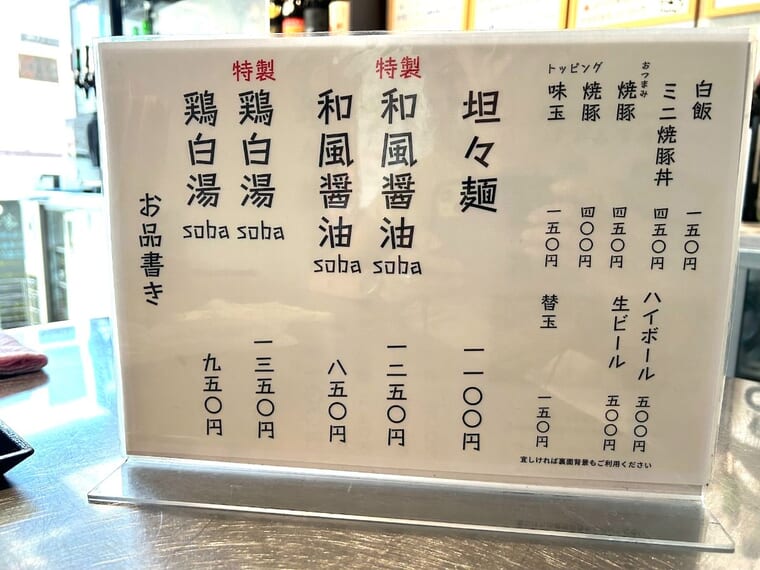 お品書き
鶏白湯
soba
九五〇円
特製
鶏白湯
soba
一三五〇円
和風醤油
soba
八五〇円
特製
和風醤油
soba
一二五〇円
坦々麺
一一〇〇円
トッピング
味玉
一五〇円
焼豚
四〇〇円
おつまみ
焼豚
四五〇円
ミニ焼豚丼
四五〇円
白飯
一五〇円
替玉
一五〇円
生ビール
五〇〇円
ハイボール
五〇〇円
宜しければ裏面背景もご利用ください